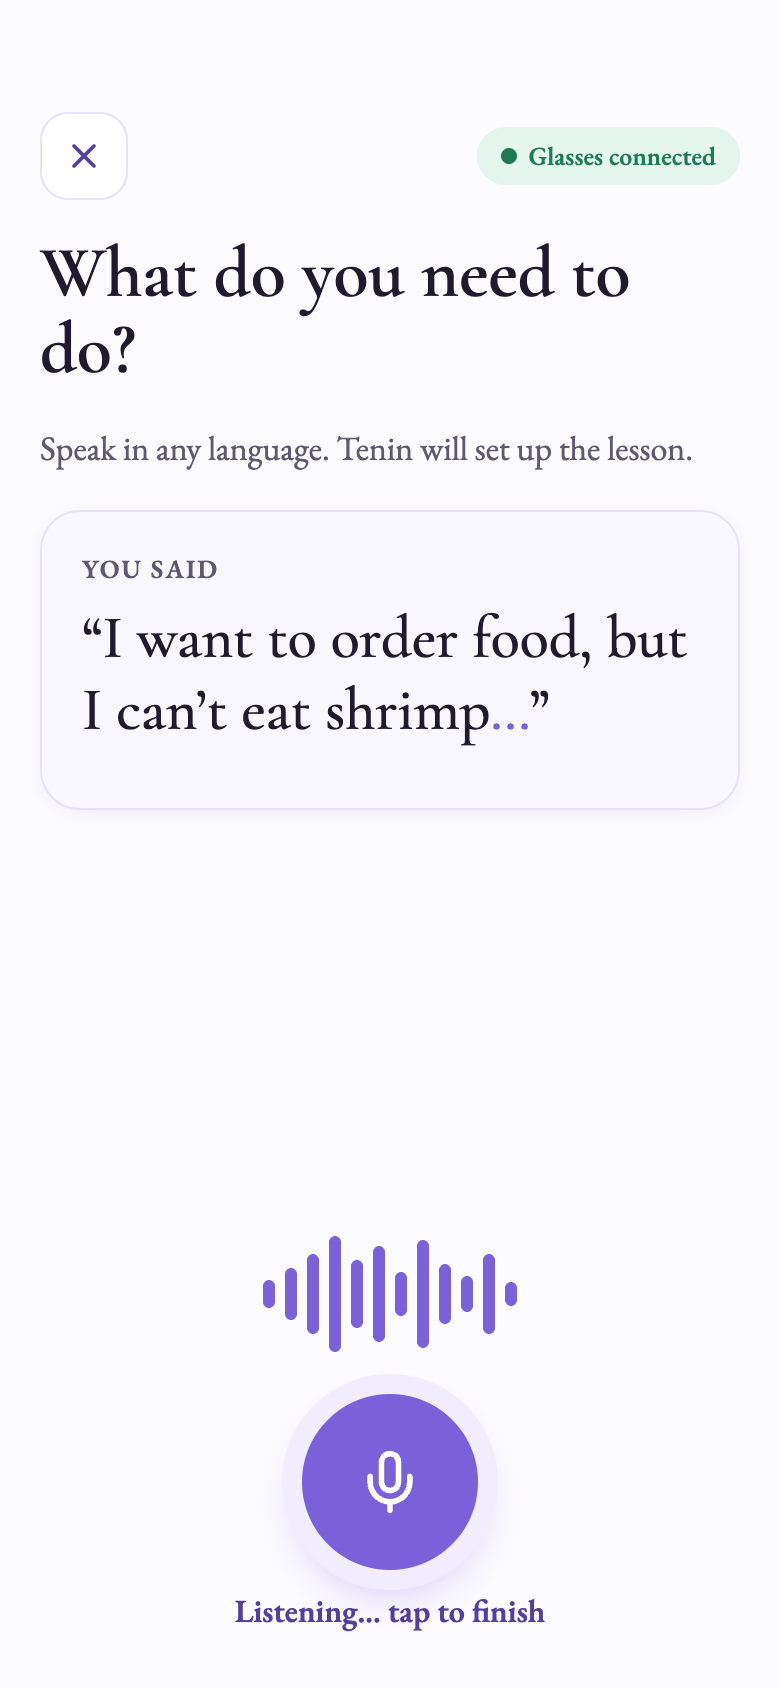 Glasses connected
What do you need to
do?
Speak in any language. Tenin will set up the lesson.
YOU SAID
“I want to order food, but
I can’t eat shrimp...”
Listening... tap to finish